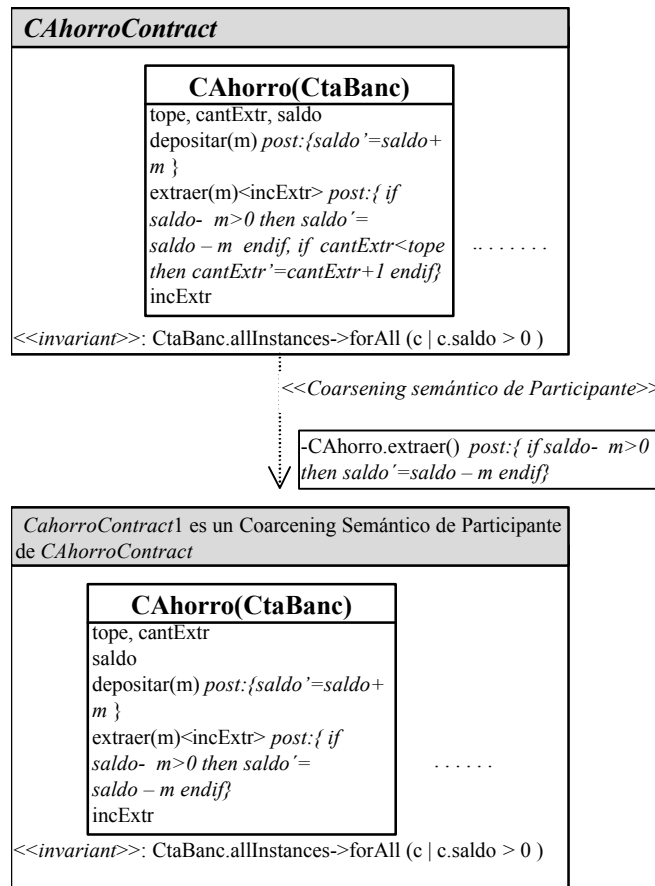 CAhorroContract
CAhorro(CtaBanc)
tope, cantExtr, saldo
depositar(m) post:{saldo’=saldo+
m }
extraer(m)<incExtr> post:{ if
saldo- m>0 then saldo´=
saldo – m endif, if cantExtr<tope
then cantExtr’=cantExtr+1 endif}
incExtr
.. . . . . . .
<<invariant>>: CtaBanc.allInstances->forAll (c | c.saldo > 0 )
<<Coarsening semántico de Participante>>
-CAhorro.extraer() post:{ if saldo- m>0
then saldo´=saldo – m endif}
CahorroContract1 es un Coarcening Semántico de Participante
de CAhorroContract
CAhorro(CtaBanc)
tope, cantExtr
saldo
depositar(m) post:{saldo’=saldo+
m }
extraer(m)<incExtr> post:{ if
saldo- m>0 then saldo´=
saldo – m endif}
incExtr
. . . . . .
<<invariant>>: CtaBanc.allInstances->forAll (c | c.saldo > 0 )